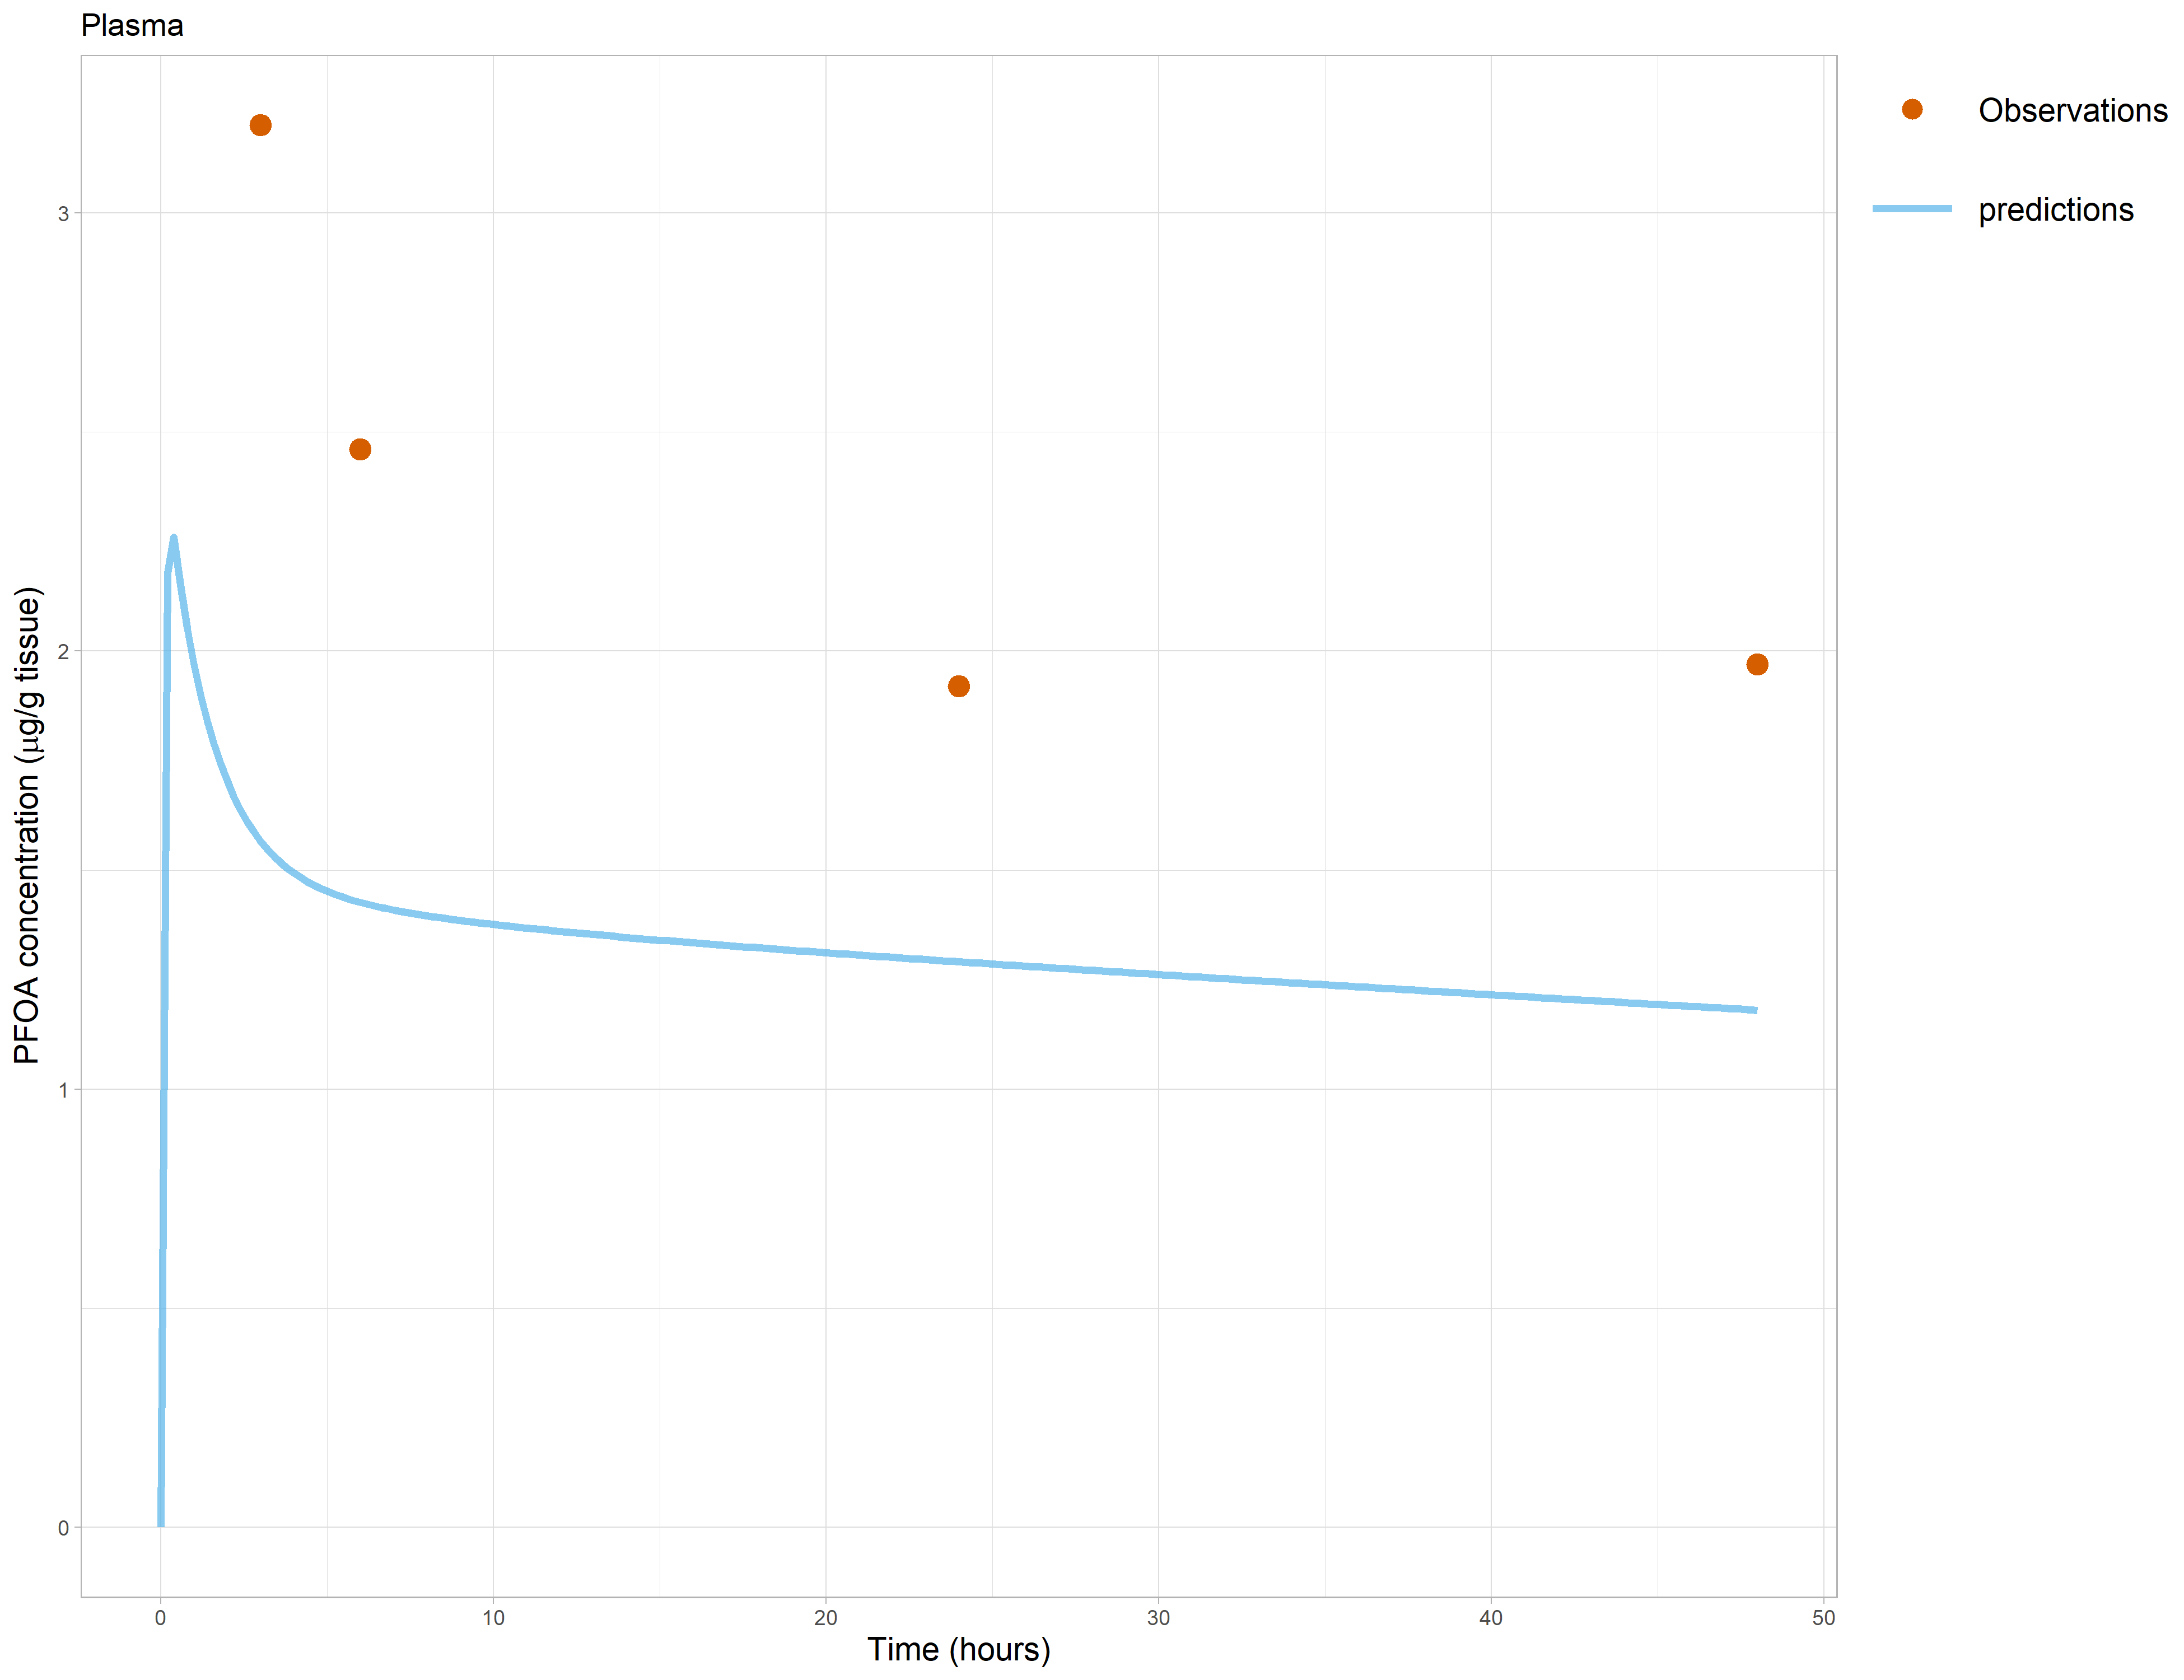 Plasma
Observations
predictions
PFOA concentration (μg/g tissue)
3
2
1
0
0 10 20 30 40 50
Time (hours)